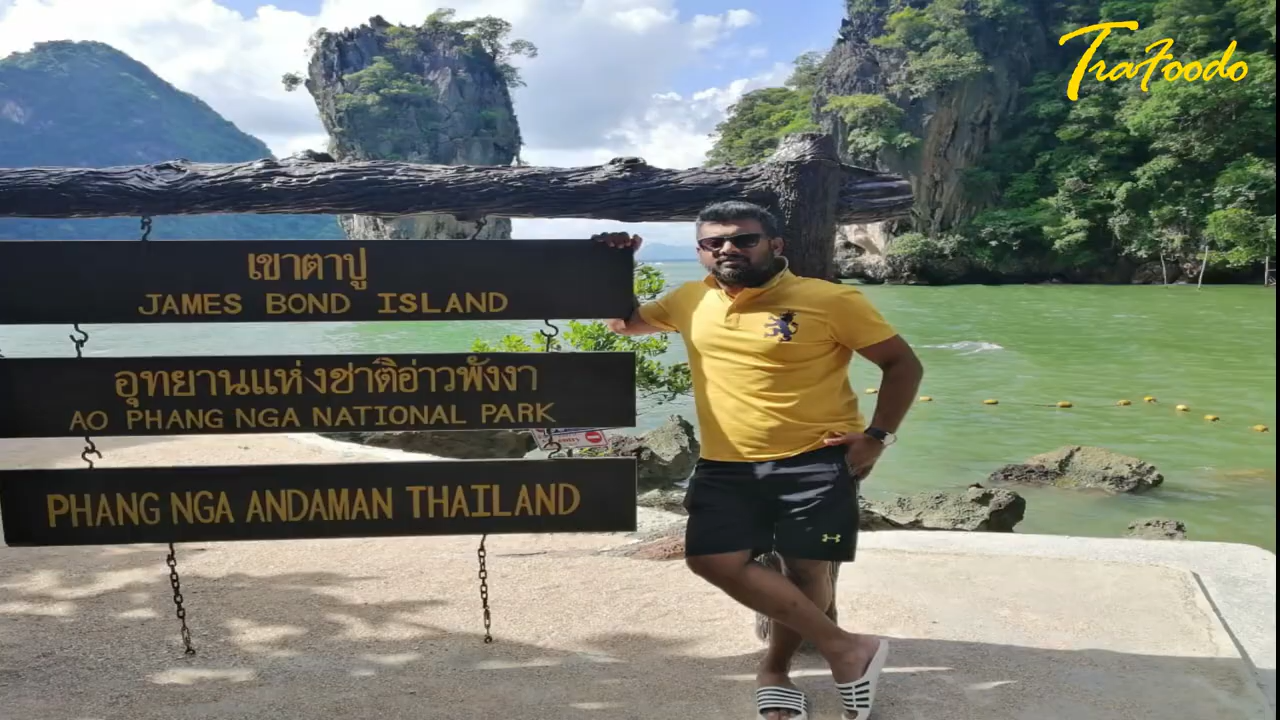 TraFoodo
เขาตาปู
JAMES BOND ISLAND
อุทยานแห่งชาติอ่าวพังงา
AO PHANG NGA NATIONAL PARK
entry
PHANG NGA ANDAMAN THAILAND